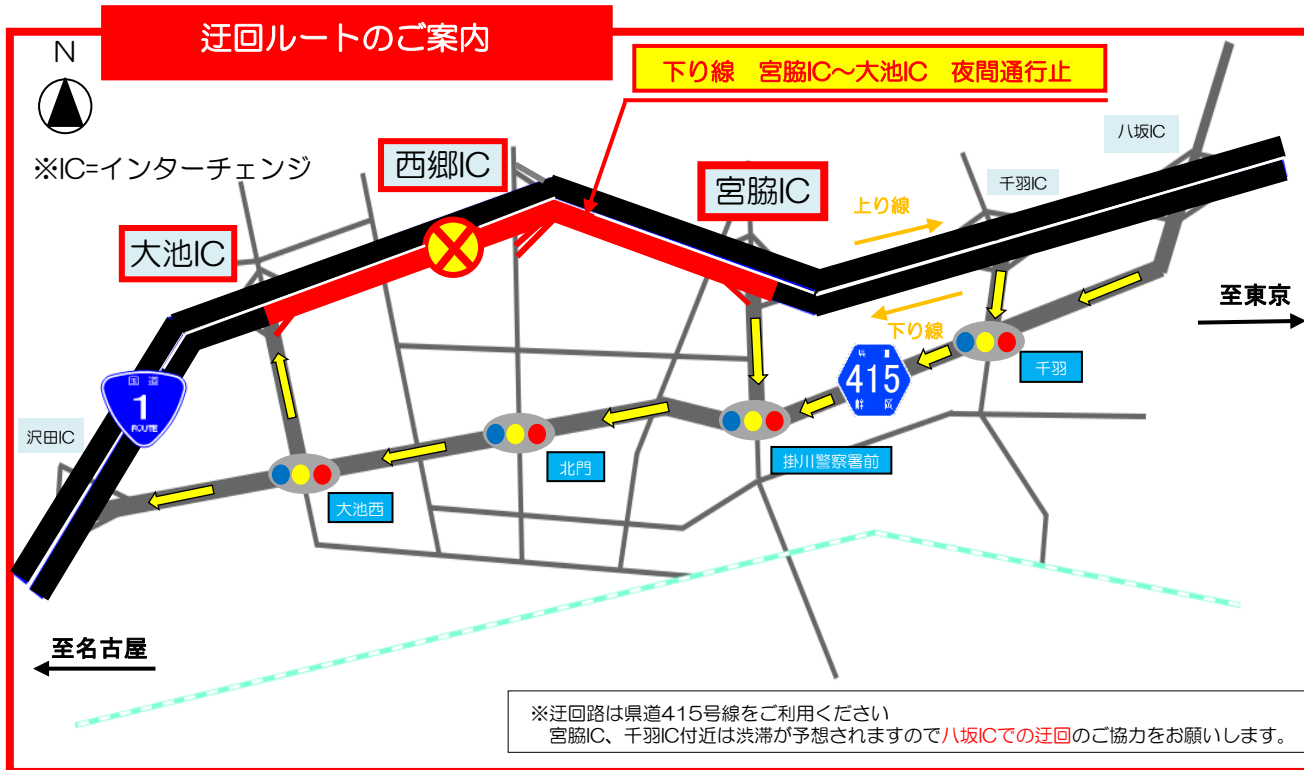 迂回ルートのご案内
N
下り線 宮脇IC～大池IC 夜間通行止
八坂IC
※IC=インターチェンジ
西郷IC
宮脇IC
千羽IC
上り線
大池IC
至東京
下り線
千羽
415
国道
1
ROUTE
沢田IC
掛川警察署前
北門
大池西
至名古屋
※迂回路は県道415号線をご利用ください
宮脇IC、千羽IC付近は渋滞が予想されますので八坂ICでの迂回のご協力をお願いします。